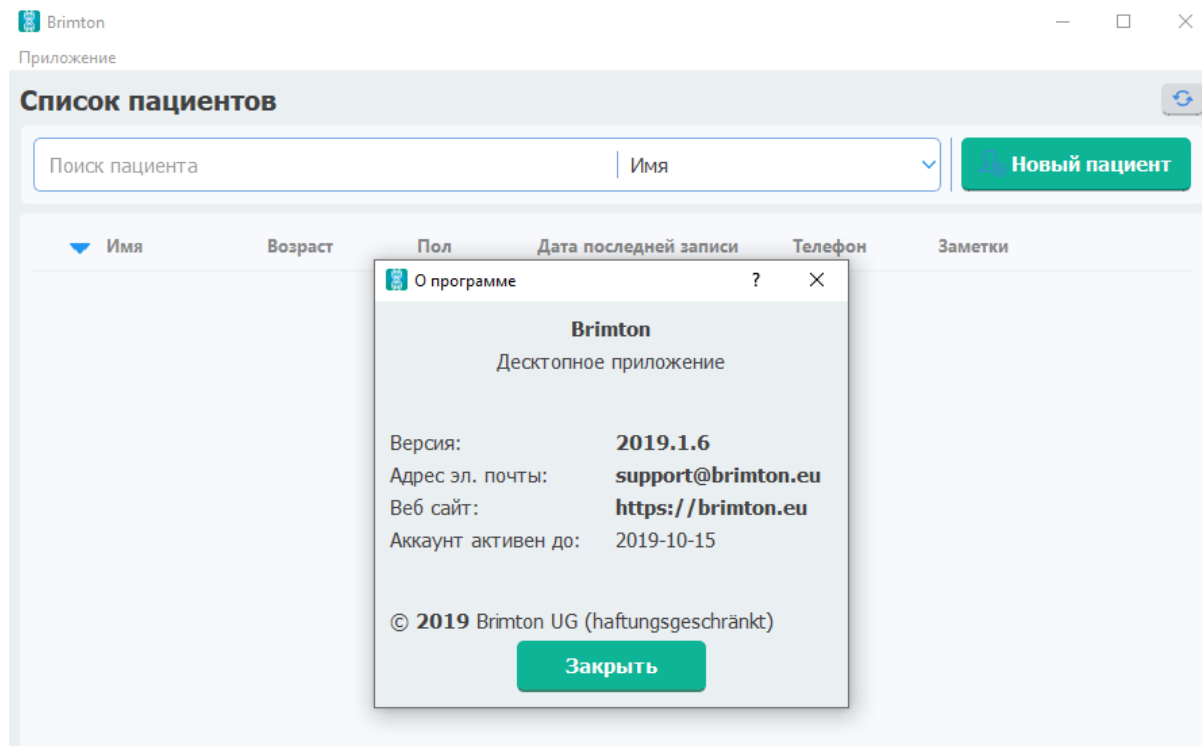 Brimton
Приложение
Список пациентов
Поиск пациента Имя Новый пациент
Имя Возраст Пол Дата последней записи Телефон Заметки
О программе ?
Brimton
Десктопное приложение
Версия: 2019.1.6
Адрес эл. почты: support@brimton.eu
Веб сайт: https://brimton.eu
Аккаунт активен до: 2019-10-15
© 2019 Brimton UG (haftungsgeschränkt)
Закрыть